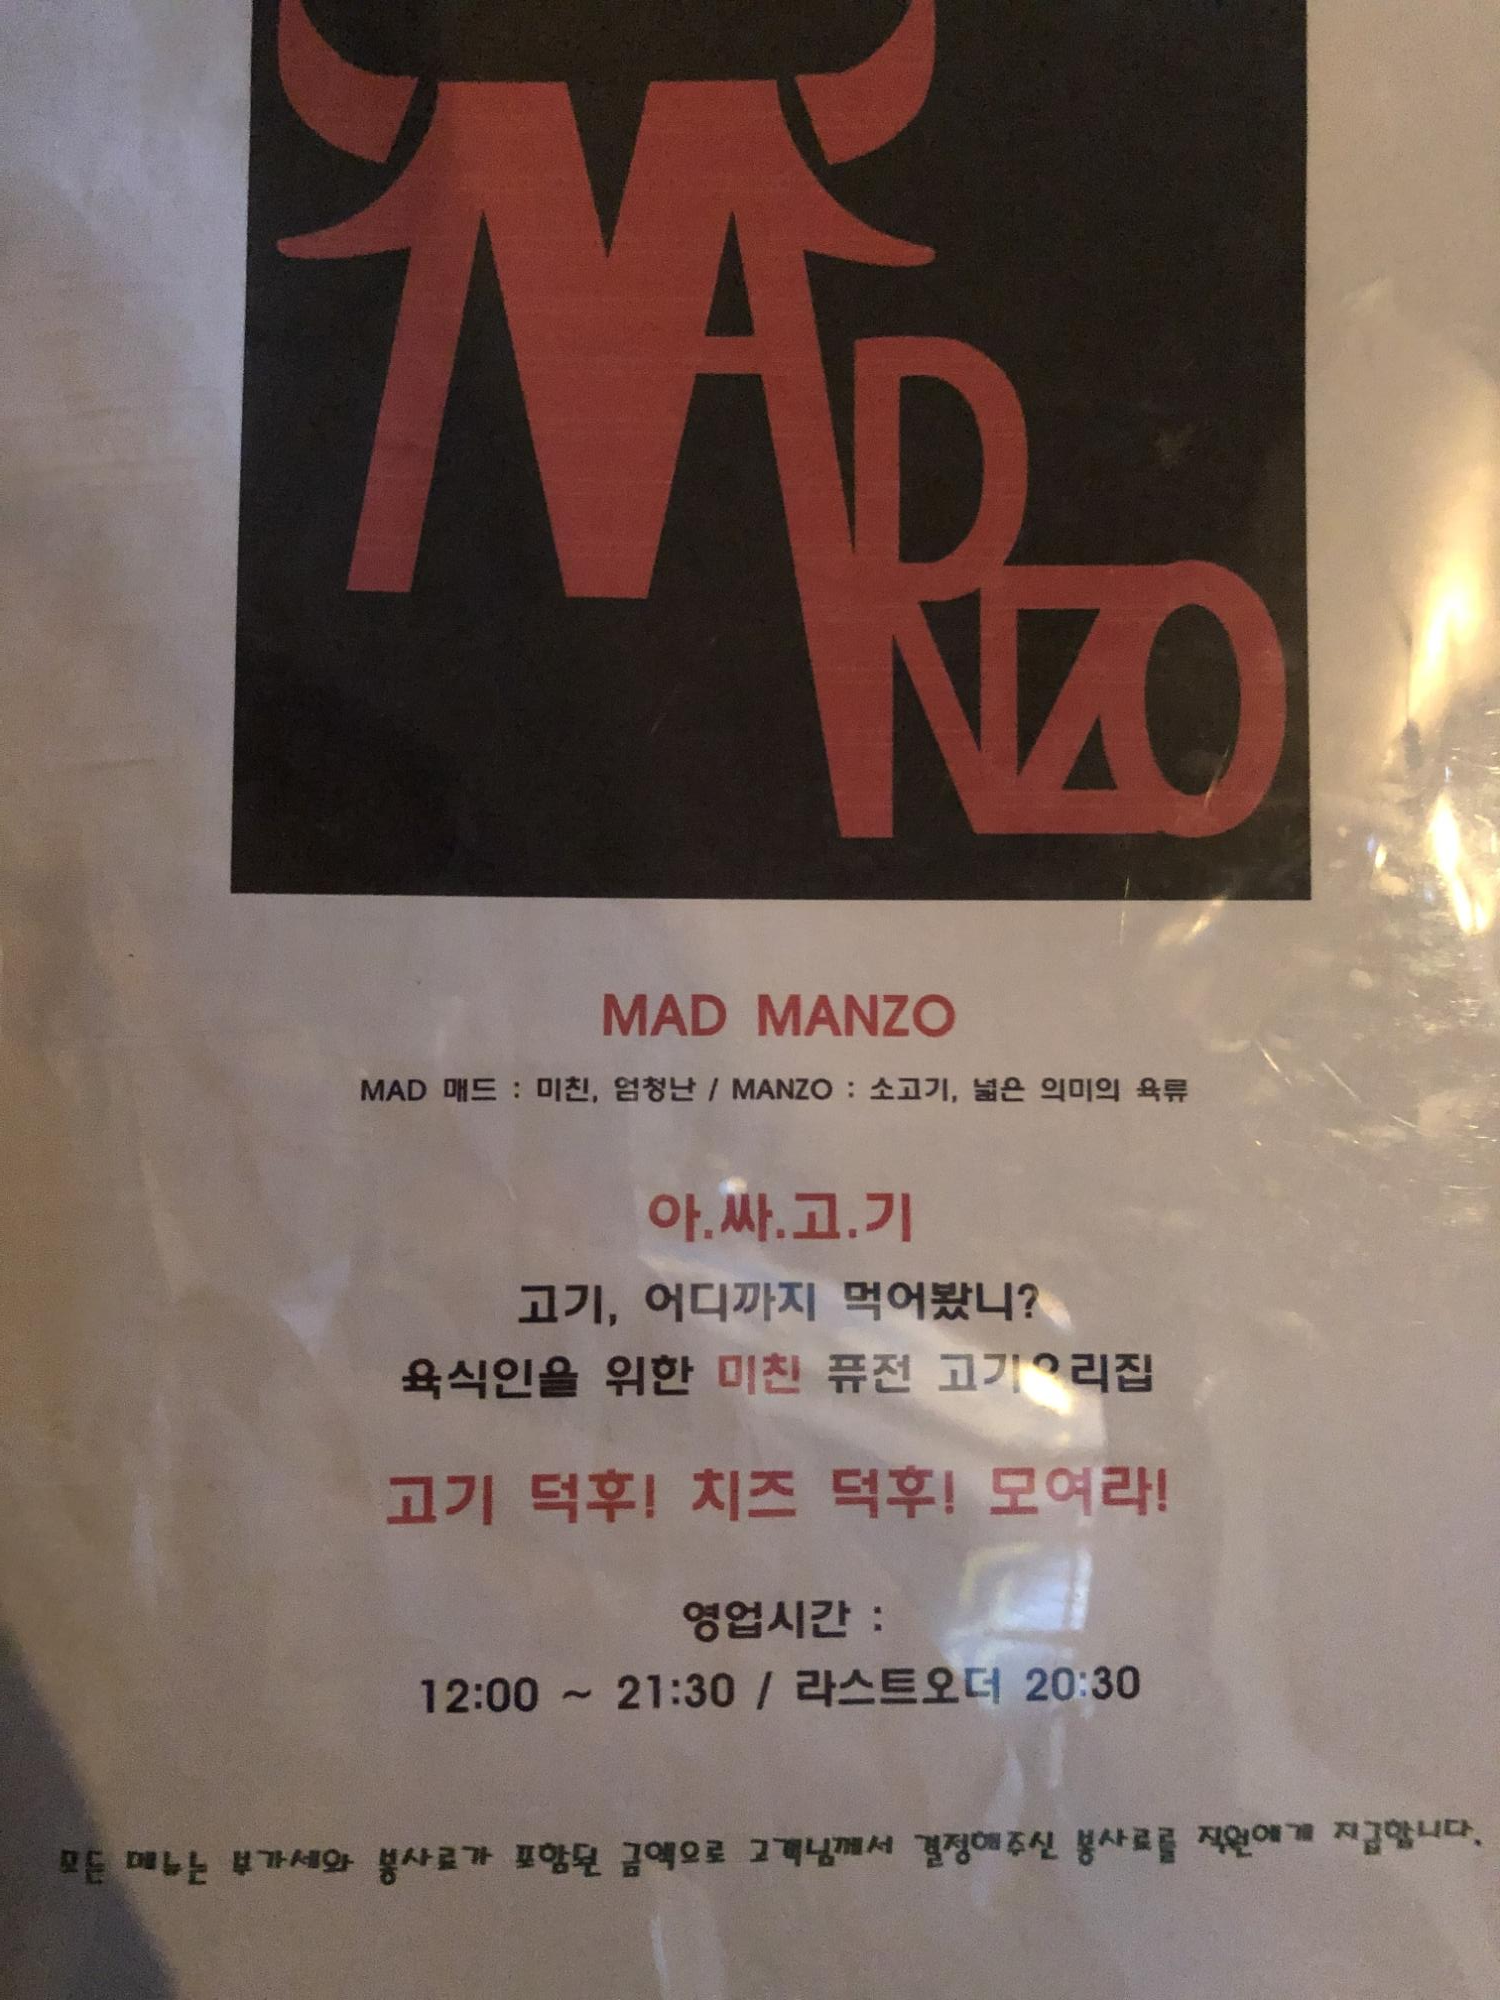 MAD
NZO
MAD MANZO
MAD 매드 : 미친, 엄청난 / MANZO : 소고기, 넓은 의미의 육류
아.싸.고.기
고기, 어디까지 먹어봤니?
육식인을 위한 미친 퓨전 고기요리집
고기 덕후! 치즈 덕후! 모여라!
영업시간 :
12:00 ~ 21:30 / 라스트오더 20:30
모든 메뉴는 부가세와 봉사료가 포함된 금액으로 고객님께서 결정해주신 봉사료를 직원에게 지급합니다.